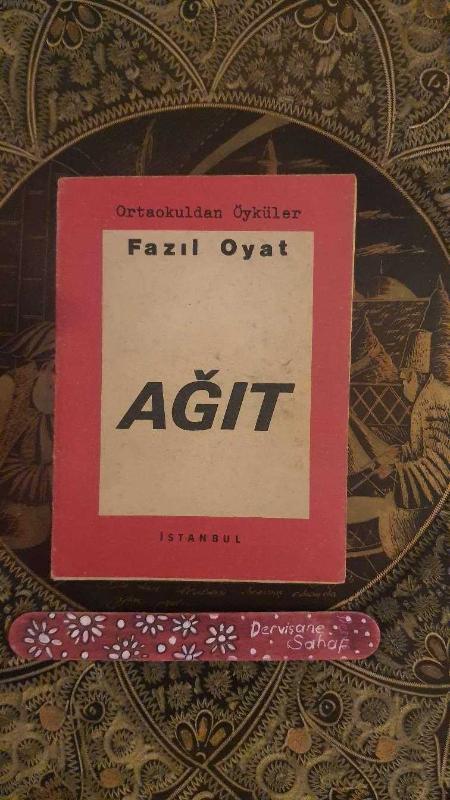 Ortaokuldan Öyküler
Fazıl Oyat
AĞIT
İSTANBUL
Dervişane
Sahaf